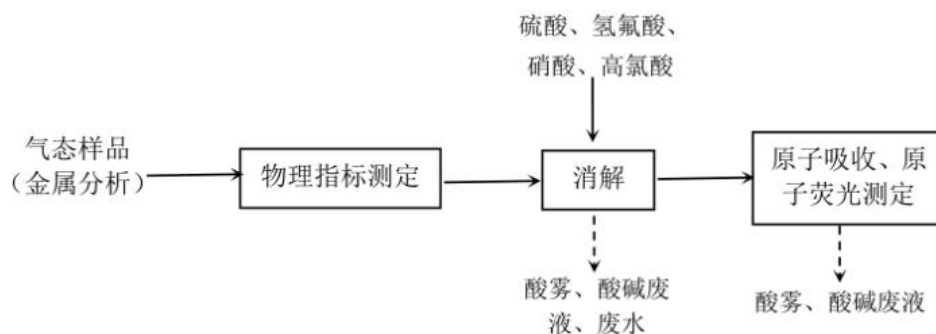 硫酸、氢氟酸、
硝酸、高氯酸
气态样品
（金属分析）
物理指标测定
消解
原子吸收、原
子荧光测定
酸雾、酸碱废
液、废水
酸雾、酸碱废液